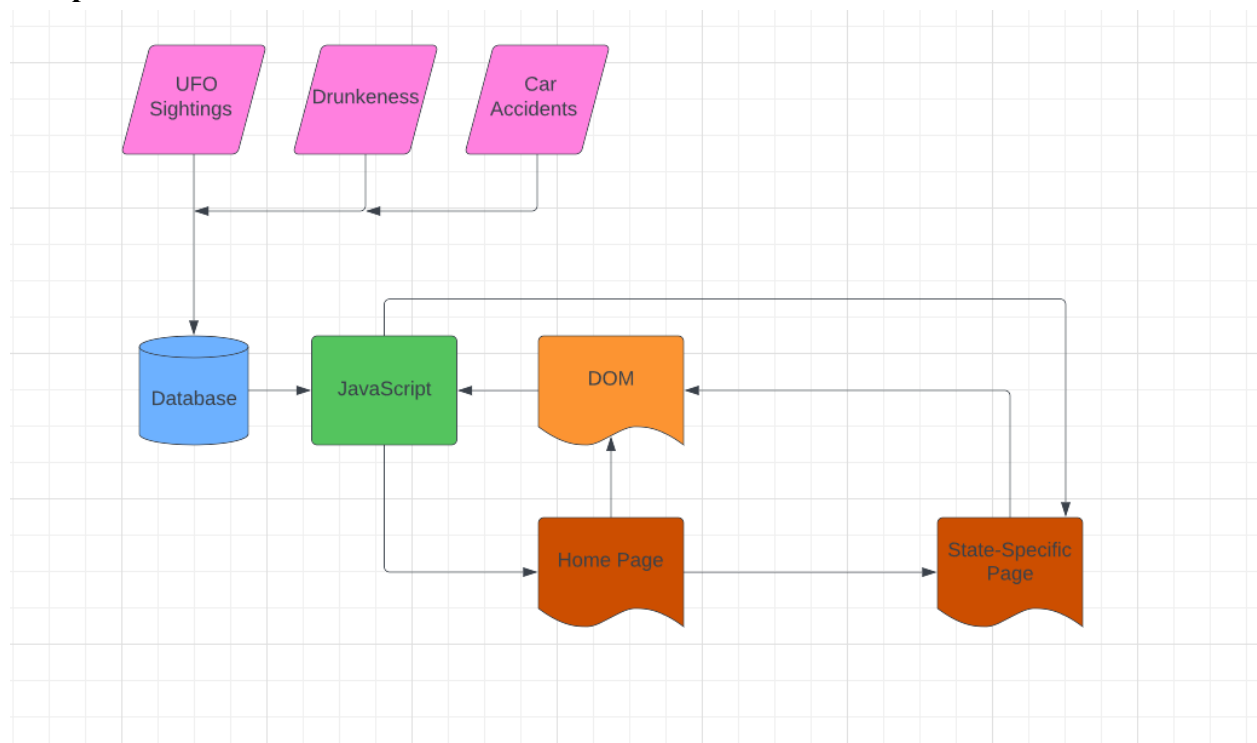 UFO
Sightings
Drunkeness
Car
Accidents
Database
JavaScript
DOM
Home Page
State-Specific
Page